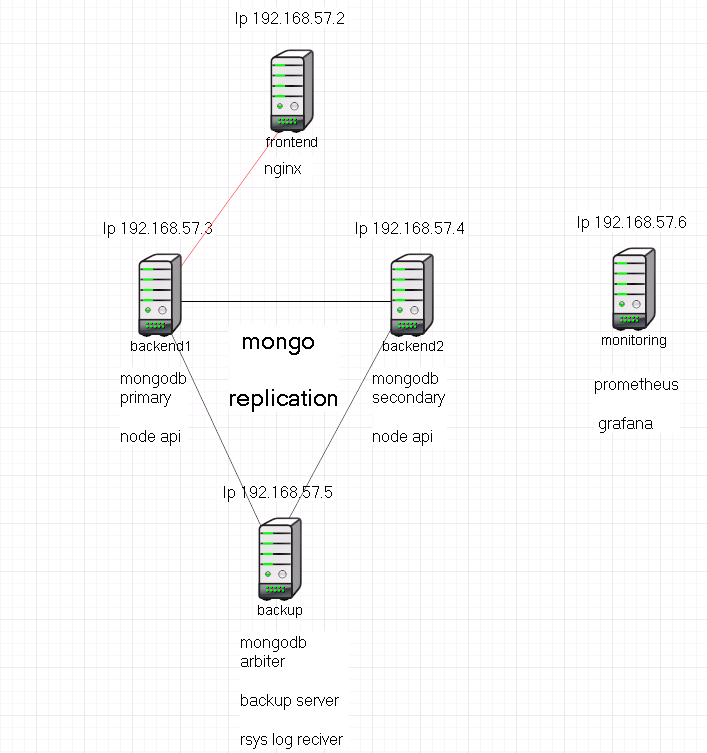 Ip 192.168.57.2
frontend
nginx
Ip 192.168.57.3
Ip 192.168.57.4
Ip 192.168.57.6
backend1
mongo
backend2
monitoring
mongodb
primary
node api
replication
mongodb
secondary
node api
prometheus
grafana
Ip 192.168.57.5
backup
mongodb
arbiter
backup server
rsys log reciver